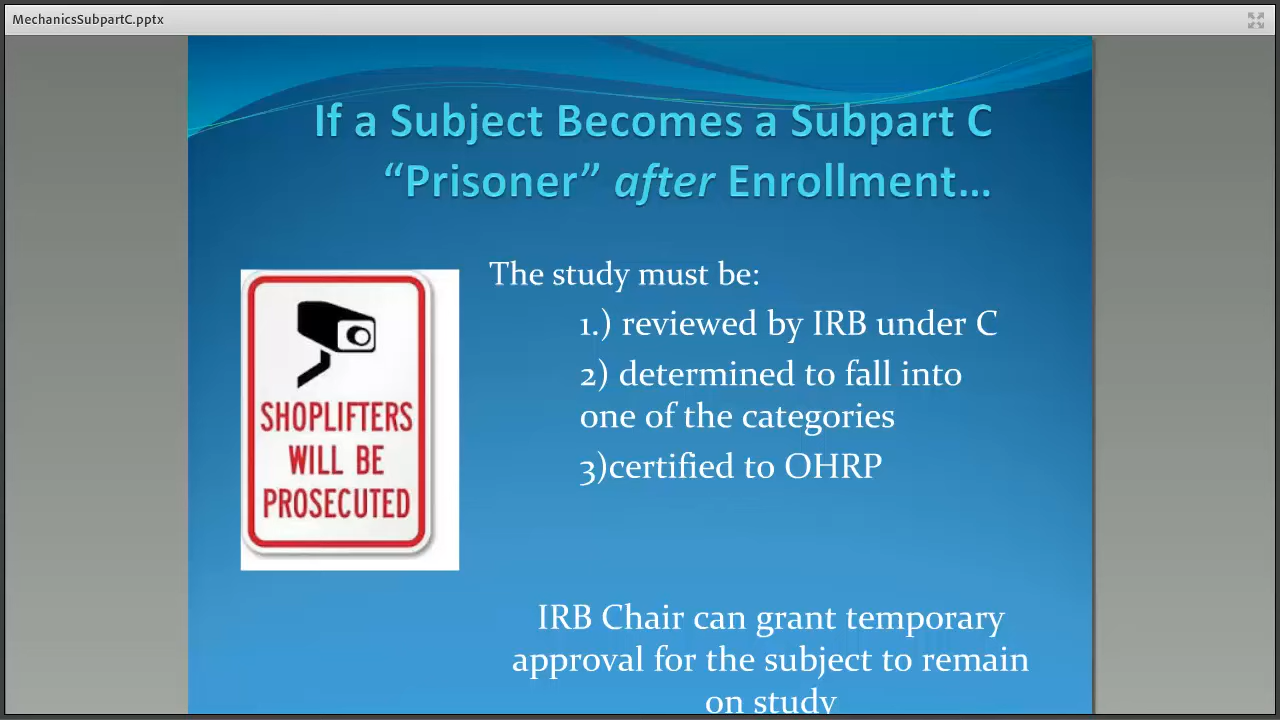 MechanicsSubpartC.pptx
If a Subject Becomes a Subpart C
“Prisoner” after Enrollment…
SHOPLIFTERS
WILL BE
PROSECUTED
The study must be:
1.) reviewed by IRB under C
2) determined to fall into
one of the categories
3)certified to OHRP
IRB Chair can grant temporary
approval for the subject to remain
on study